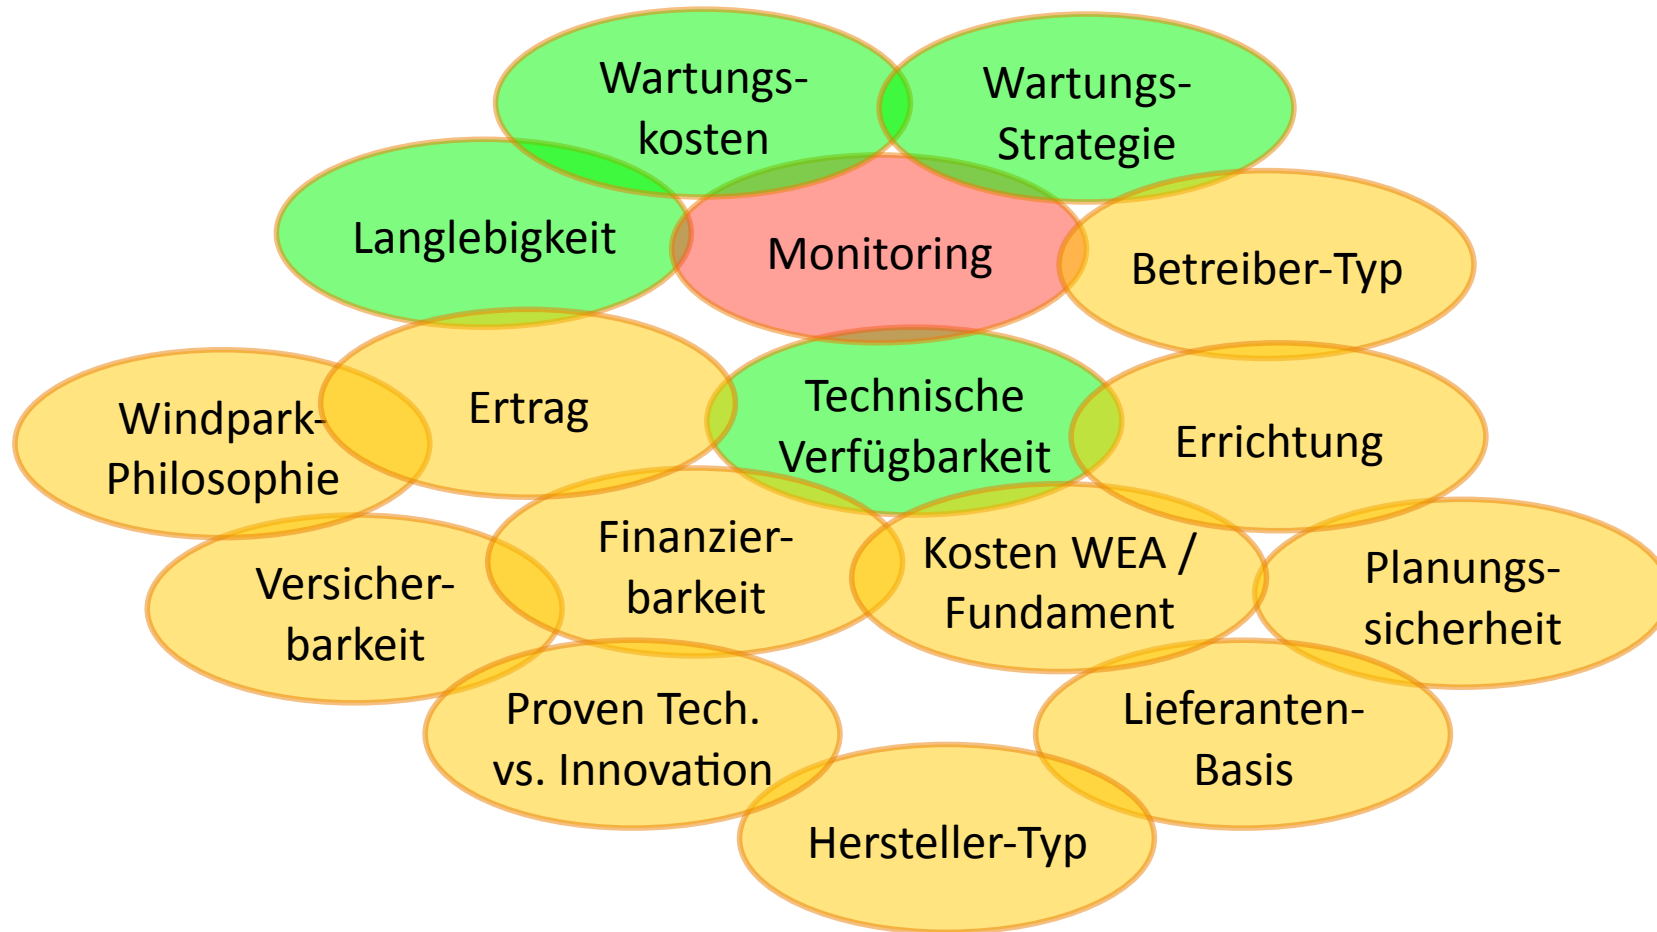 Wartungs-
kosten
Wartungs-
Strategie
Langlebigkeit
Monitoring
Betreiber-Typ
Windpark-
Philosophie
Ertrag
Technische
Verfügbarkeit
Errichtung
Versicher-
barkeit
Finanzier-
barkeit
Kosten WEA /
Fundament
Planungs-
sicherheit
Proven Tech.
vs. Innovation
Lieferanten-
Basis
Hersteller-Typ